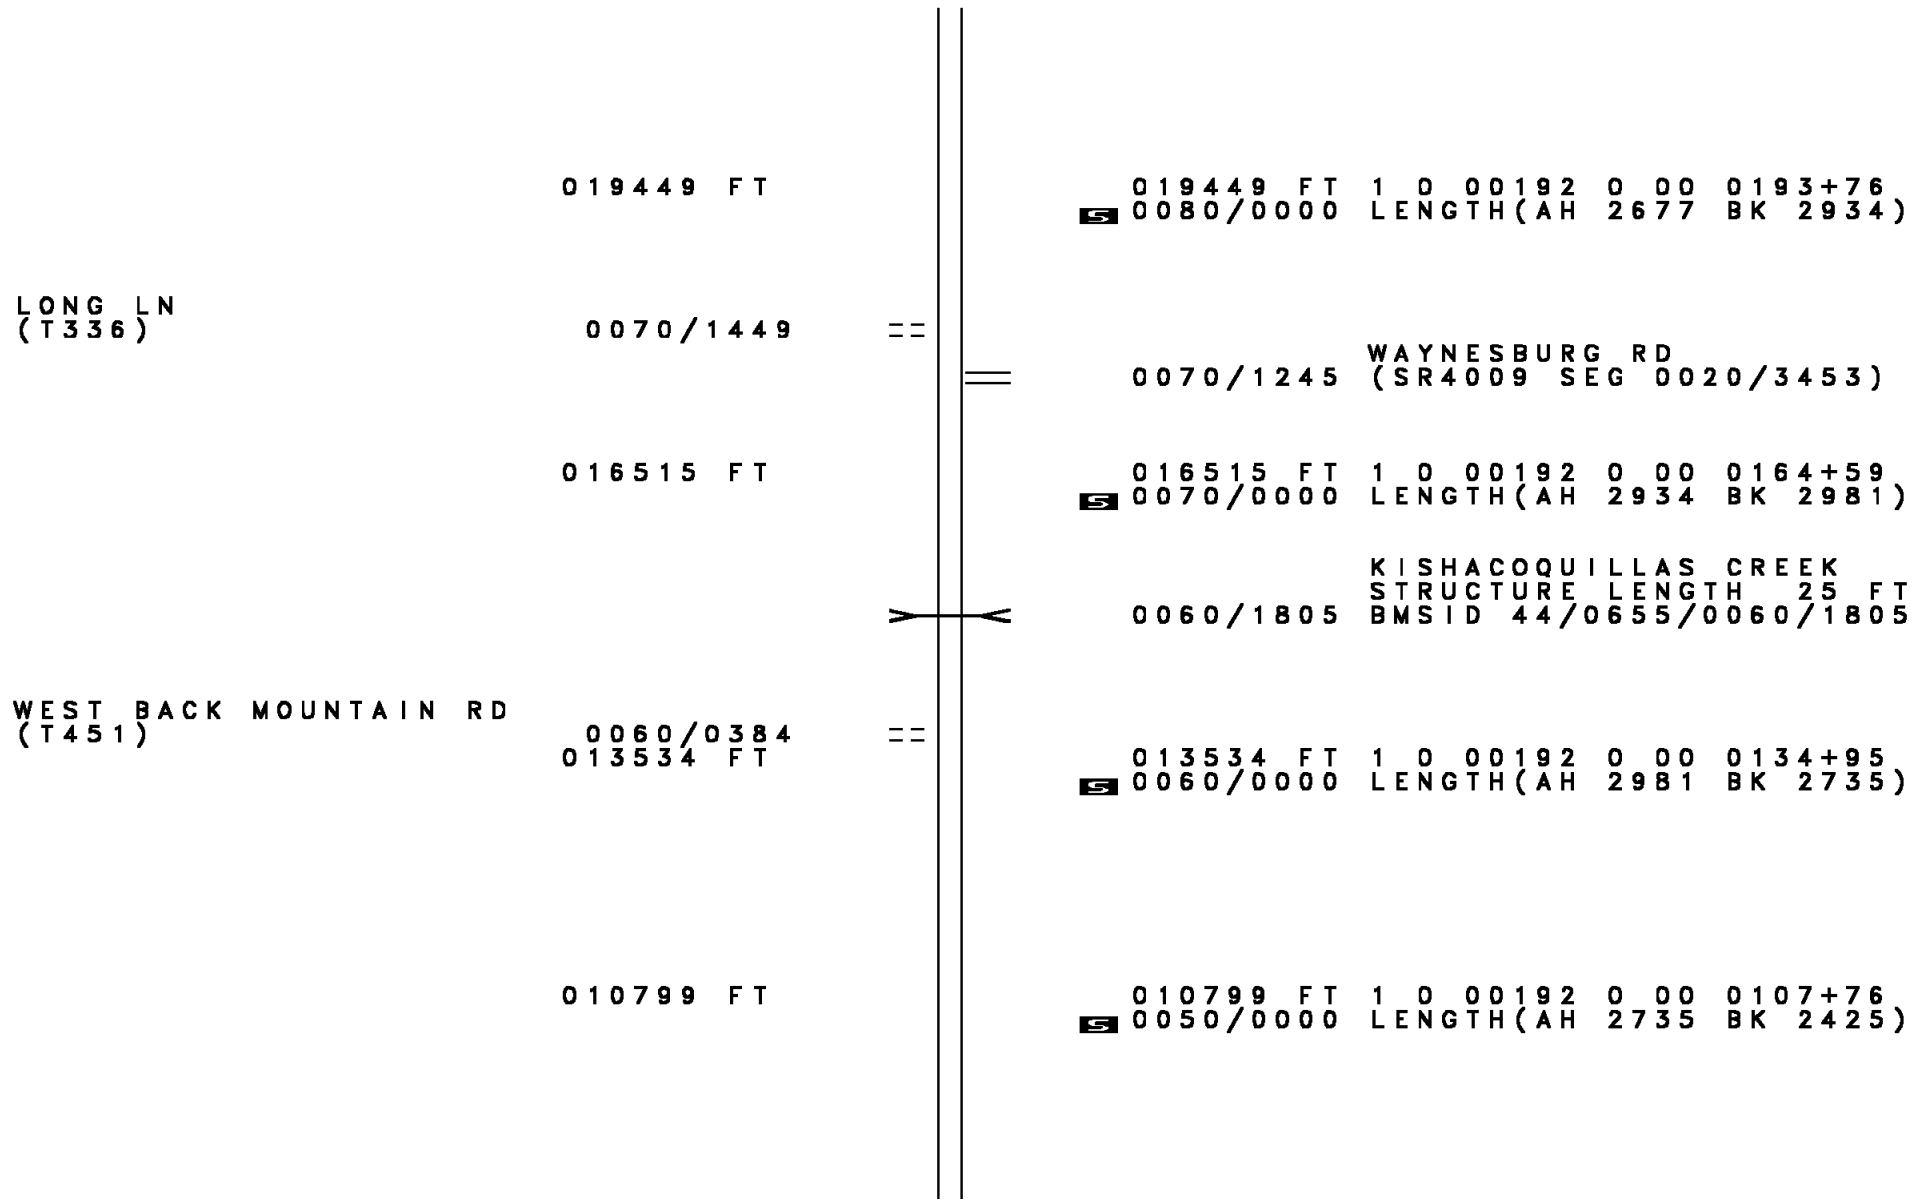 019449 FT 019449 FT 1 0 00192 0 00 0193+76
S 0080/0000 LENGTH(AH 2677 BK 2934)
LONG LN
(T336) 0070/1449
WAYNESBURG RD
0070/1245 (SR4009 SEG 0020/3453)
016515 FT 016515 FT 1 0 00192 0 00 0164+59
S 0070/0000 LENGTH(AH 2934 BK 2981)
KISHACOQUILLAS CREEK
STRUCTURE LENGTH 25 FT
0060/1805 BMSID 44/0655/0060/1805
WEST BACK MOUNTAIN RD
(T451) 0060/0384
013534 FT 013534 FT 1 0 00192 0 00 0134+95
S 0060/0000 LENGTH(AH 2981 BK 2735)
010799 FT 010799 FT 1 0 00192 0 00 0107+76
S 0050/0000 LENGTH(AH 2735 BK 2425)